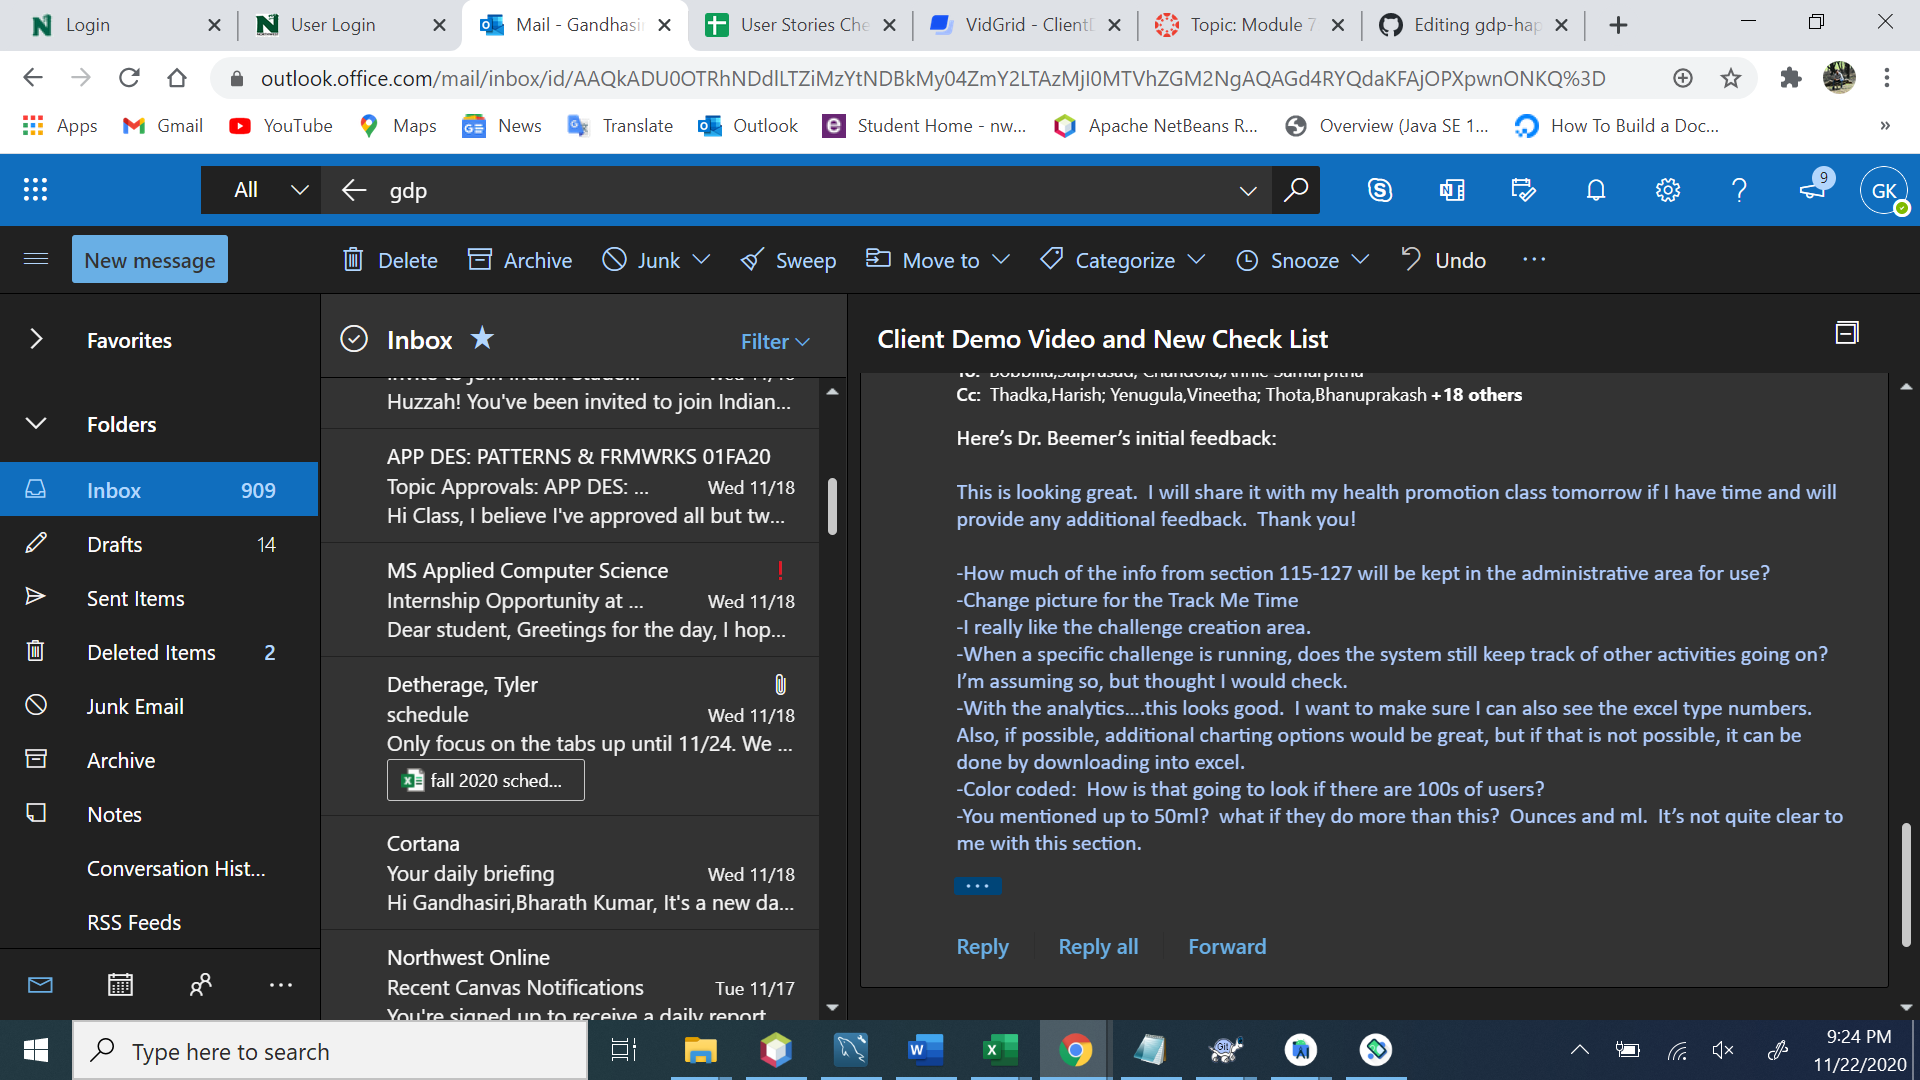 Login
User Login
Mail - Gandhasi
User Stories Che
VidGrid - Client
Topic: Module 7
Editing gdp-hap
outlook.office.com/mail/inbox/id/
Apps
Gmail
YouTube
Maps
News
Translate
Outlook
Student Home - nw...
Apache NetBeans R...
Overview (Java SE 1...
How To Build a Doc...
»
All
gdp
9
GK
New message
Delete
Archive
Junk
Sweep
Move to
Categorize
Snooze
Undo
Favorites
Folders
Inbox 909
Drafts 14
Sent Items
Deleted Items 2
Junk Email
Archive
Notes
Conversation Hist...
RSS Feeds
Inbox
Filter
Huzzah! You've been invited to join Indian...
APP DES: PATTERNS & FRMWRKS 01FA20
Topic Approvals: APP DES: ... Wed 11/18
Hi Class, I believe I've approved all but tw...
MS Applied Computer Science
Internship Opportunity at ... Wed 11/18
Dear student, Greetings for the day, I hop...
Detherage, Tyler
schedule Wed 11/18
Only focus on the tabs up until 11/24. We ...
fall 2020 sched...
Cortana
Your daily briefing Wed 11/18
Hi Gandhasiri,Bharath Kumar, It's a new da...
Northwest Online
Recent Canvas Notifications Tue 11/17
You're signed up to receive a daily report
Client Demo Video and New Check List
Cc: Thadka,Harish; Yenugula,Vineetha; Thota,Bhanuprakash +18 others
Here’s Dr. Beemer’s initial feedback:
This is looking great.  I will share it with my health promotion class tomorrow if I have time and will
provide any additional feedback.  Thank you!
-How much of the info from section 115-127 will be kept in the administrative area for use?
-Change picture for the Track Me Time
-I really like the challenge creation area.
-When a specific challenge is running, does the system still keep track of other activities going on?
I’m assuming so, but thought I would check.
-With the analytics....this looks good.  I want to make sure I can also see the excel type numbers.
Also, if possible, additional charting options would be great, but if that is not possible, it can be
done by downloading into excel.
-Color coded:  How is that going to look if there are 100s of users?
-You mentioned up to 50ml?  what if they do more than this?  Ounces and ml.  It’s not quite clear to
me with this section.
Reply
Reply all
Forward
Type here to search
9:24 PM
11/22/2020